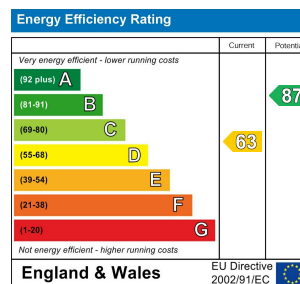 Energy Efficiency Rating
Current Potenti
Very energy efficient - lower running costs
(92 plus) A
(81-91) B
87
(69-80) C
(55-68) D
63
(39-54) E
(21-38) F
(1-20) G
Not energy efficient - higher running costs
England & Wales
EU Directive
2002/91/EC